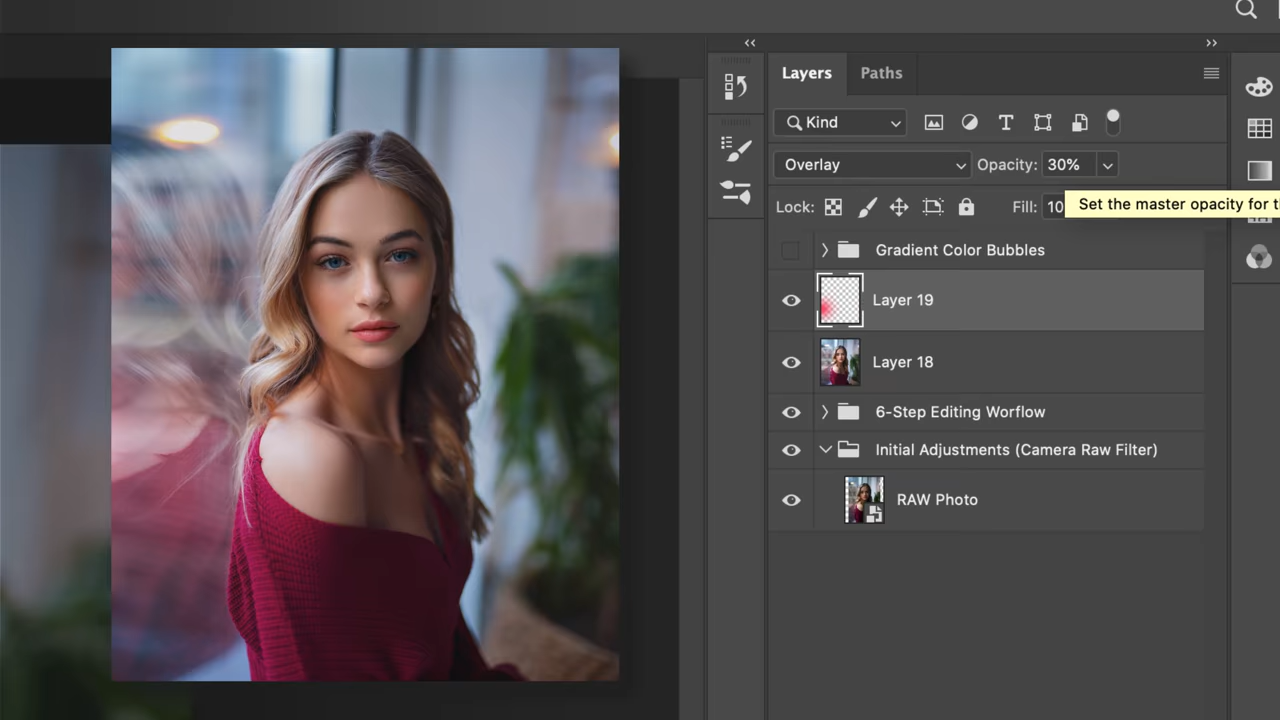 Layers Paths
Kind
Overlay Opacity: 30%
Lock: Fill: 10
Set the master opacity for t
Gradient Color Bubbles
Layer 19
Layer 18
6-Step Editing Worflow
Initial Adjustments (Camera Raw Filter)
RAW Photo